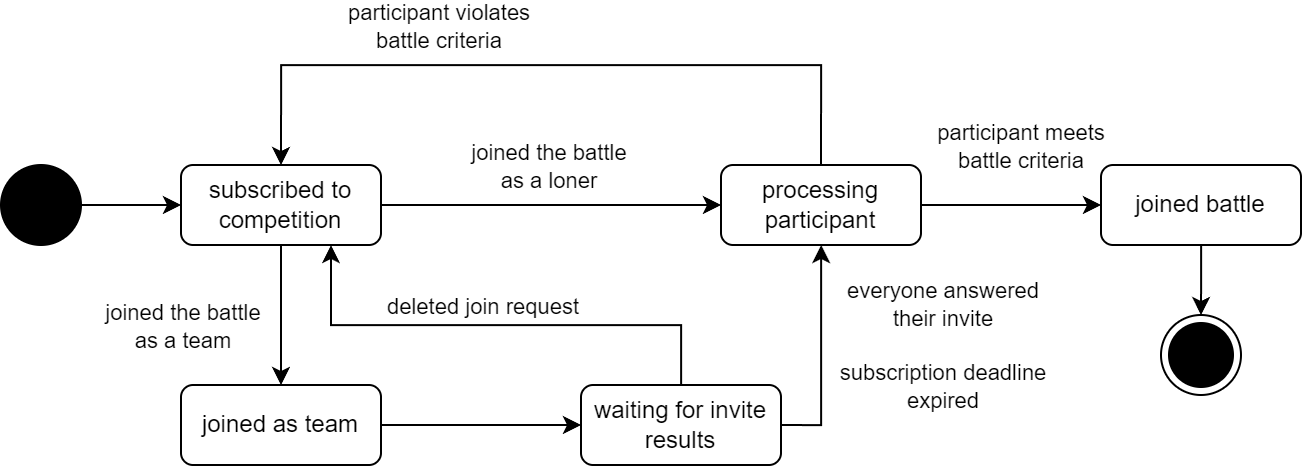 participant violates
battle criteria
participant meets
battle criteria
joined the battle
as a loner
subscribed to
competition
processing
participant
joined battle
joined the battle
as a team
deleted join request
everyone answered
their invite
subscription deadline
expired
joined as team
waiting for invite
results